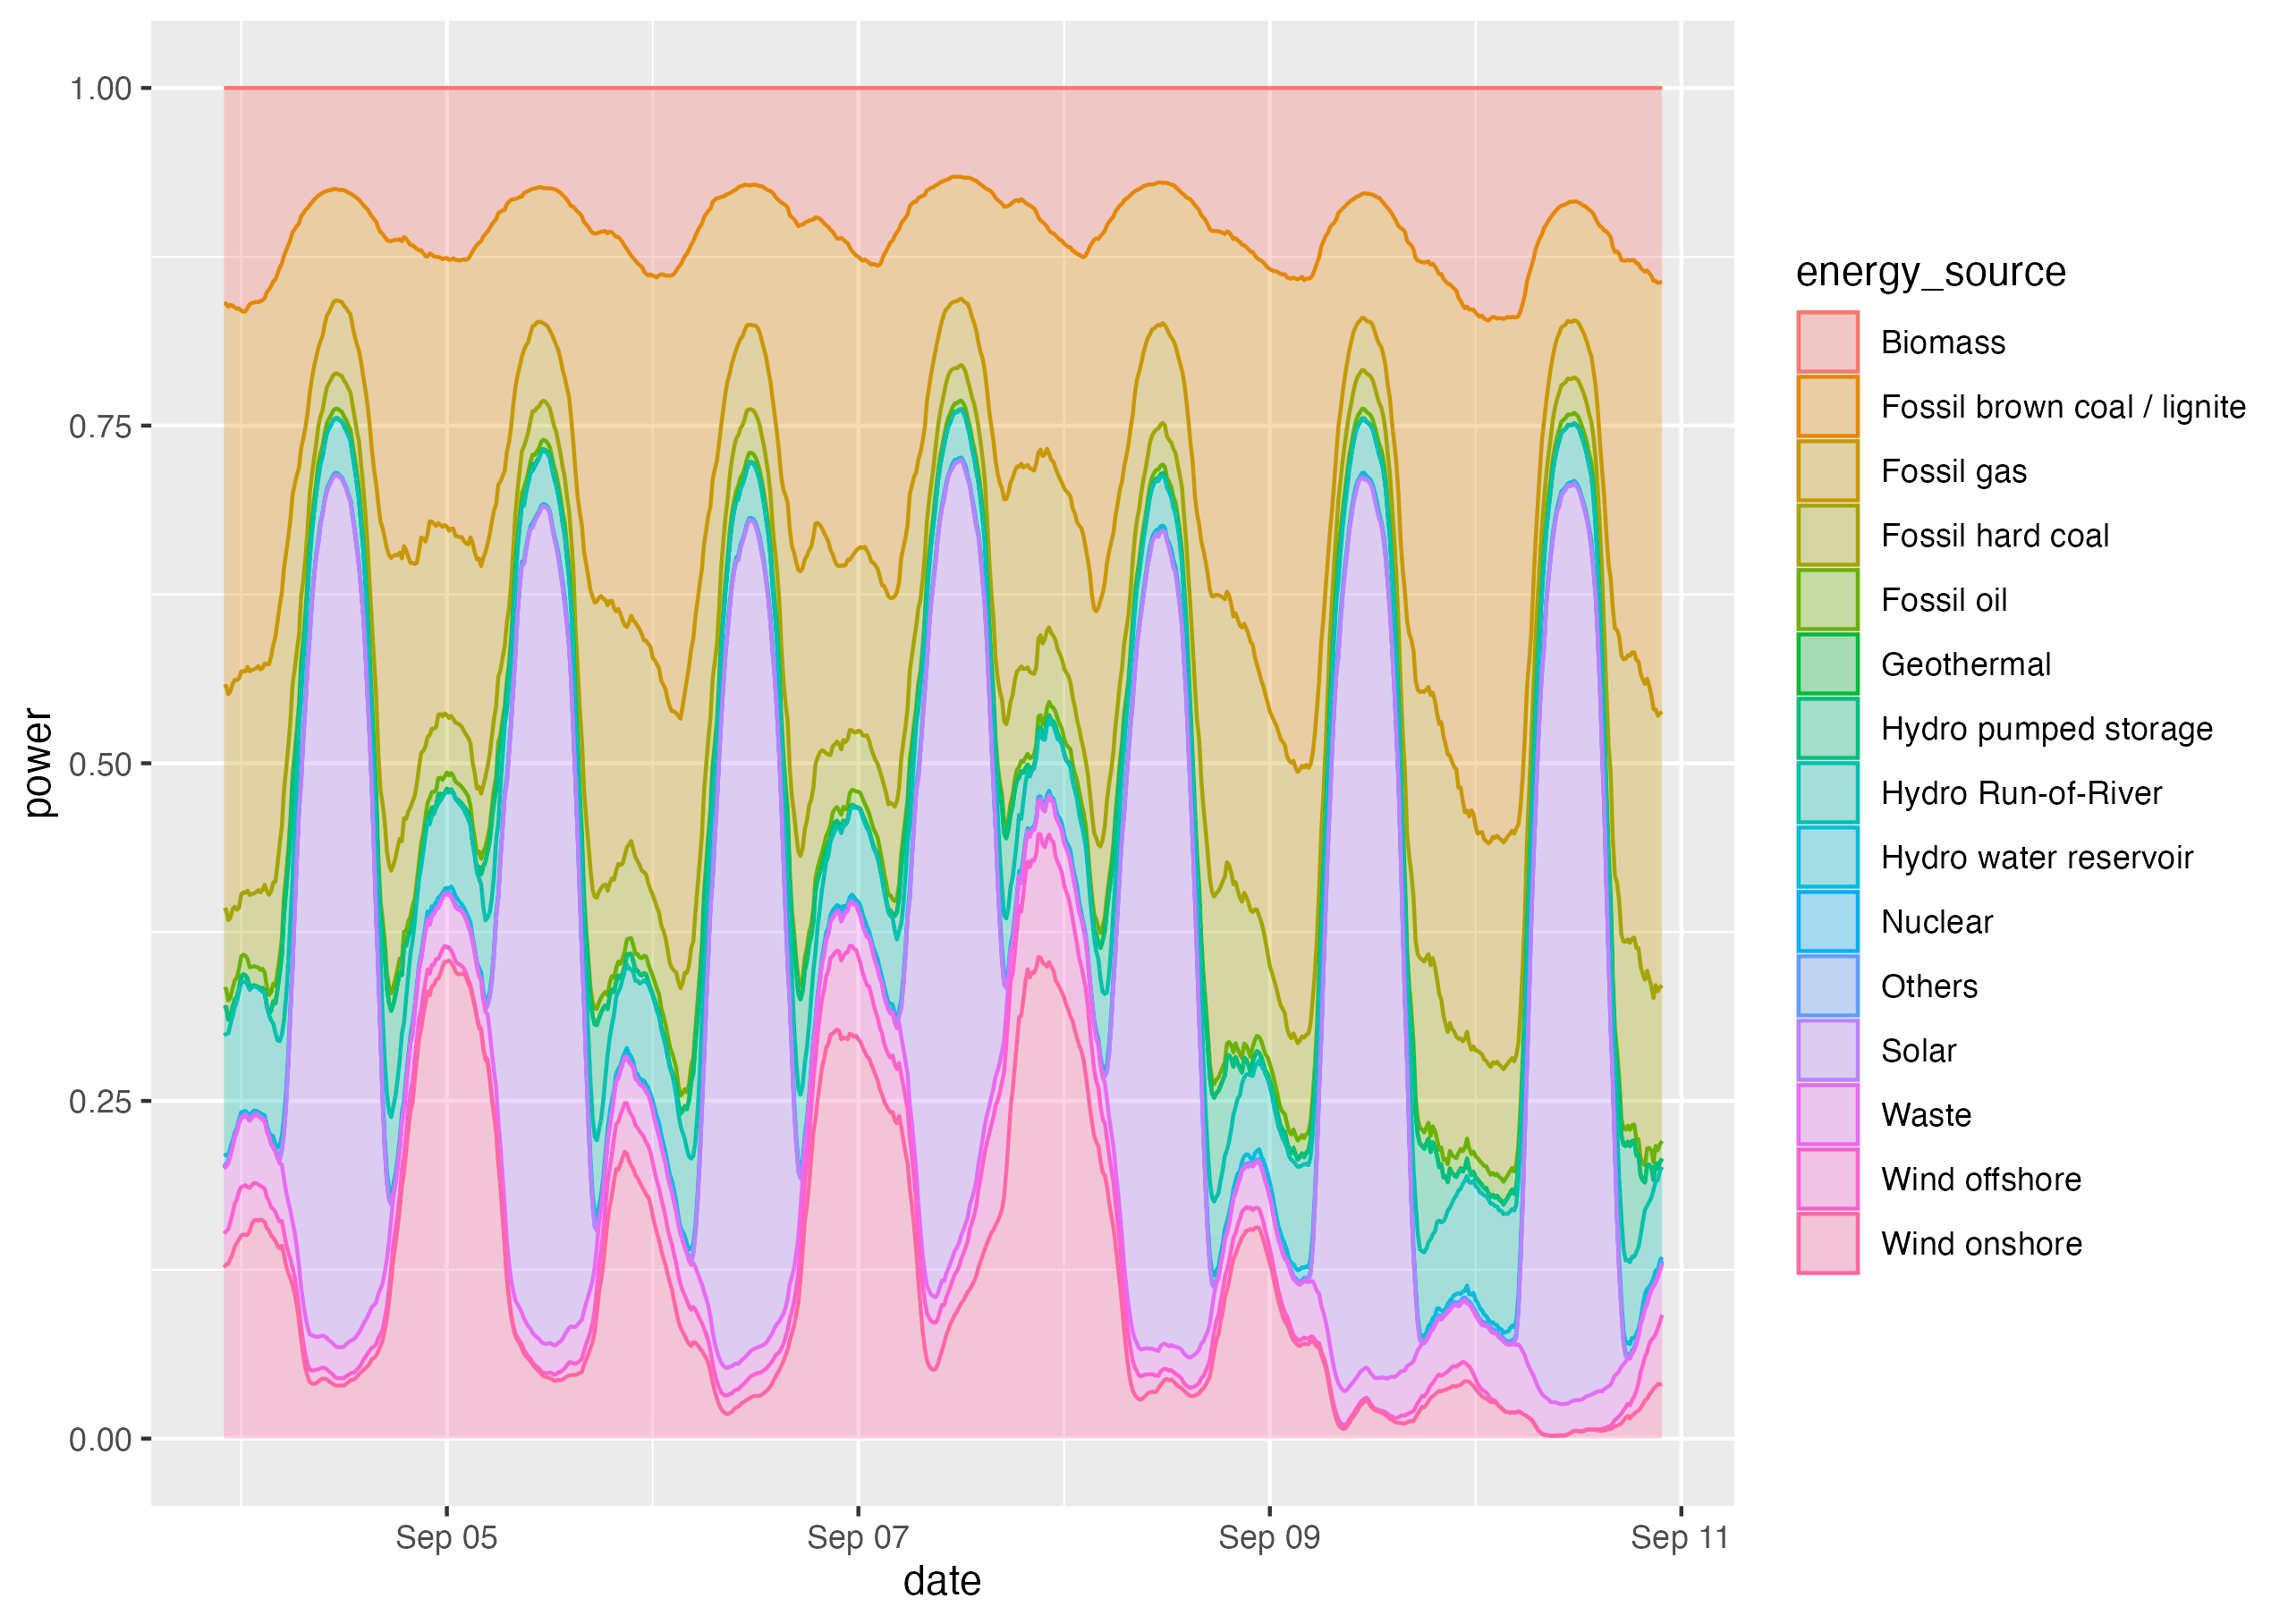 1.00
0.75
0.50
0.25
0.00
power
Sep 05
Sep 07
Sep 09
Sep 11
date
energy_source
Biomass
Fossil brown coal / lignite
Fossil gas
Fossil hard coal
Fossil oil
Geothermal
Hydro pumped storage
Hydro Run-of-River
Hydro water reservoir
Nuclear
Others
Solar
Waste
Wind offshore
Wind onshore